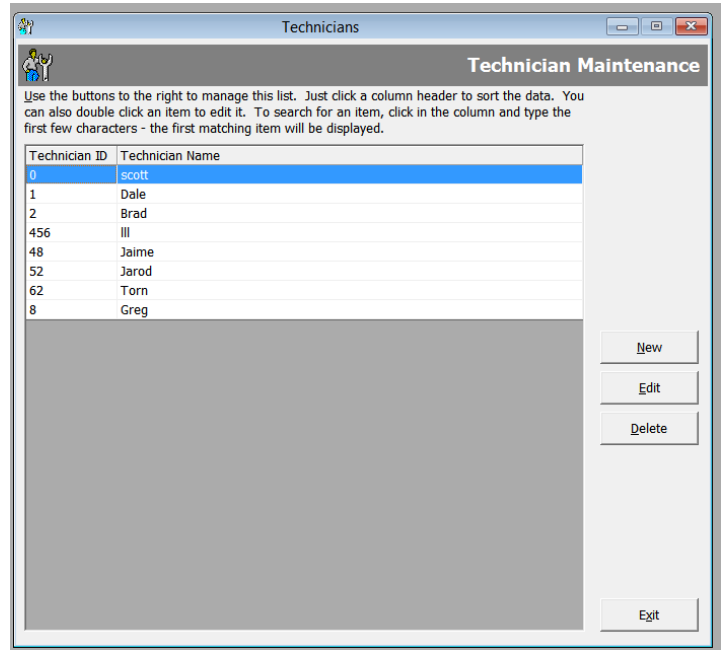 Technicians
Technician Maintenance
Use the buttons to the right to manage this list. Just click a column header to sort the data. You
can also double click an item to edit it. To search for an item, click in the column and type the
first few characters - the first matching item will be displayed.
Technician ID Technician Name
0 scott
1 Dale
2 Brad
456 lll
48 Jaime
52 Jarod
62 Torn
8 Greg
New
Edit
Delete
Exit